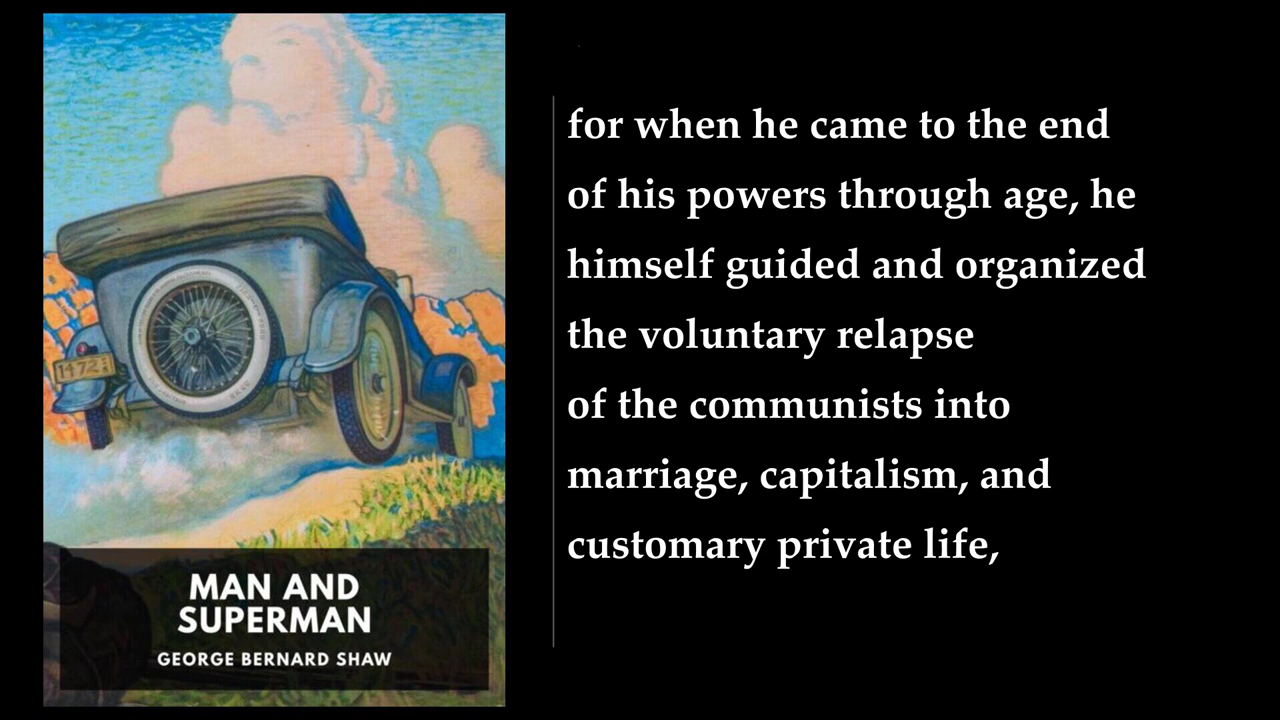 for when he came to the end
of his powers through age, he
himself guided and organized
the voluntary relapse
of the communists into
marriage, capitalism, and
customary private life,
1472
MAN AND
SUPERMAN
GEORGE BERNARD SHAW